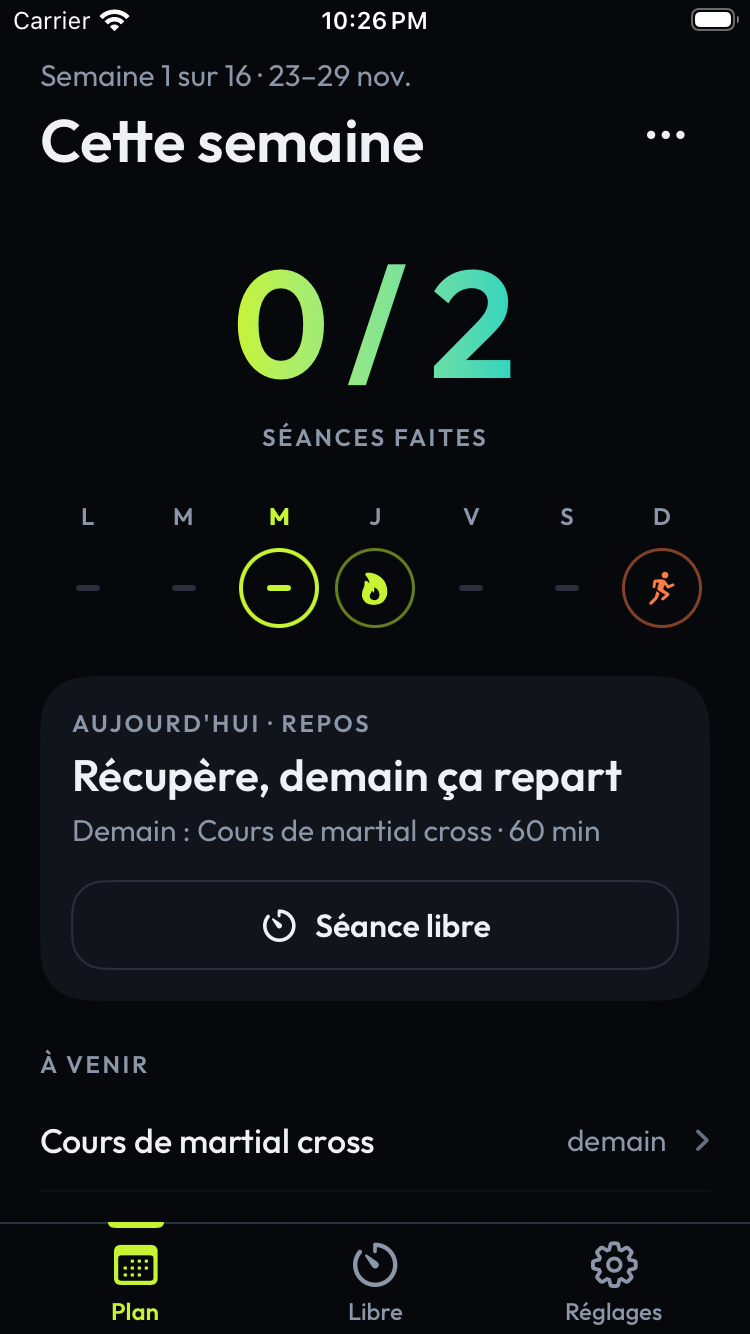 Carrier 10:26 PM
Semaine 1 sur 16 · 23–29 nov.
Cette semaine
0/2
SÉANCES FAITES
L M M J V S D
AUJOURD'HUI · REPOS
Récupère, demain ça repart
Demain : Cours de martial cross · 60 min
Séance libre
À VENIR
Cours de martial cross demain
Plan Libre Réglages